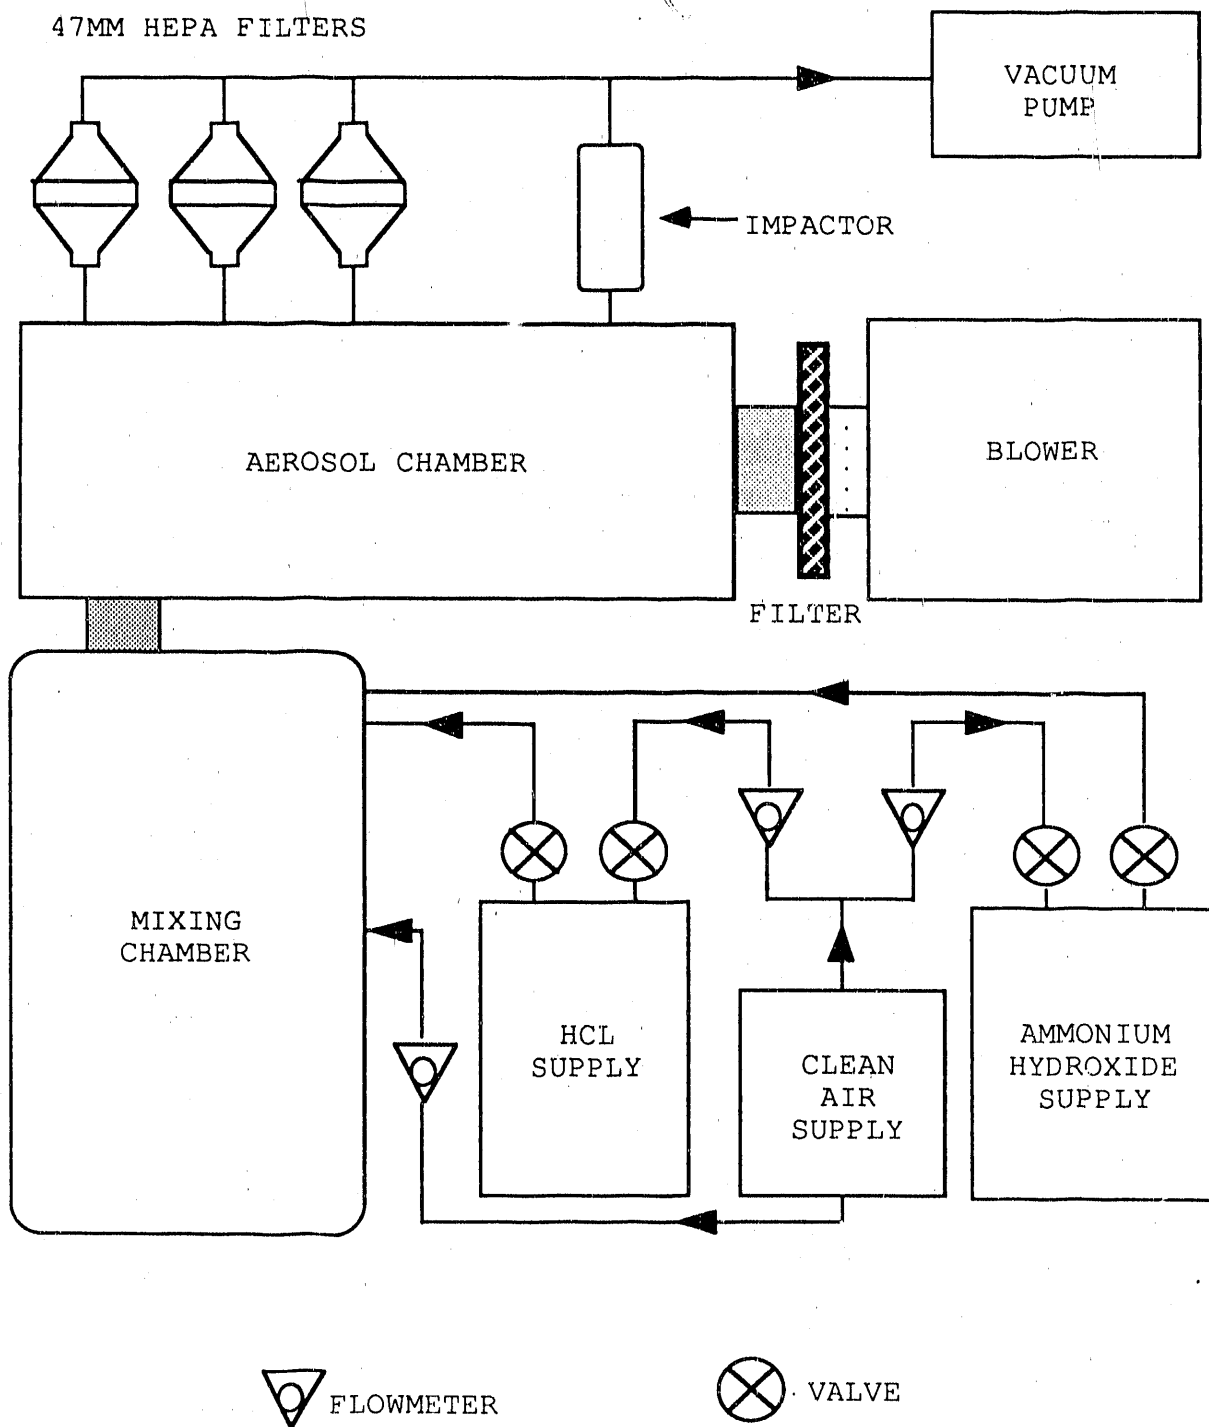 47MM HEPA FILTERS
VACUUM
PUMP
IMPACTOR
AEROSOL CHAMBER
BLOWER
FILTER
MIXING
CHAMBER
HCL
SUPPLY
CLEAN
AIR
SUPPLY
AMMONIUM
HYDROXIDE
SUPPLY
FLOWMETER
VALVE